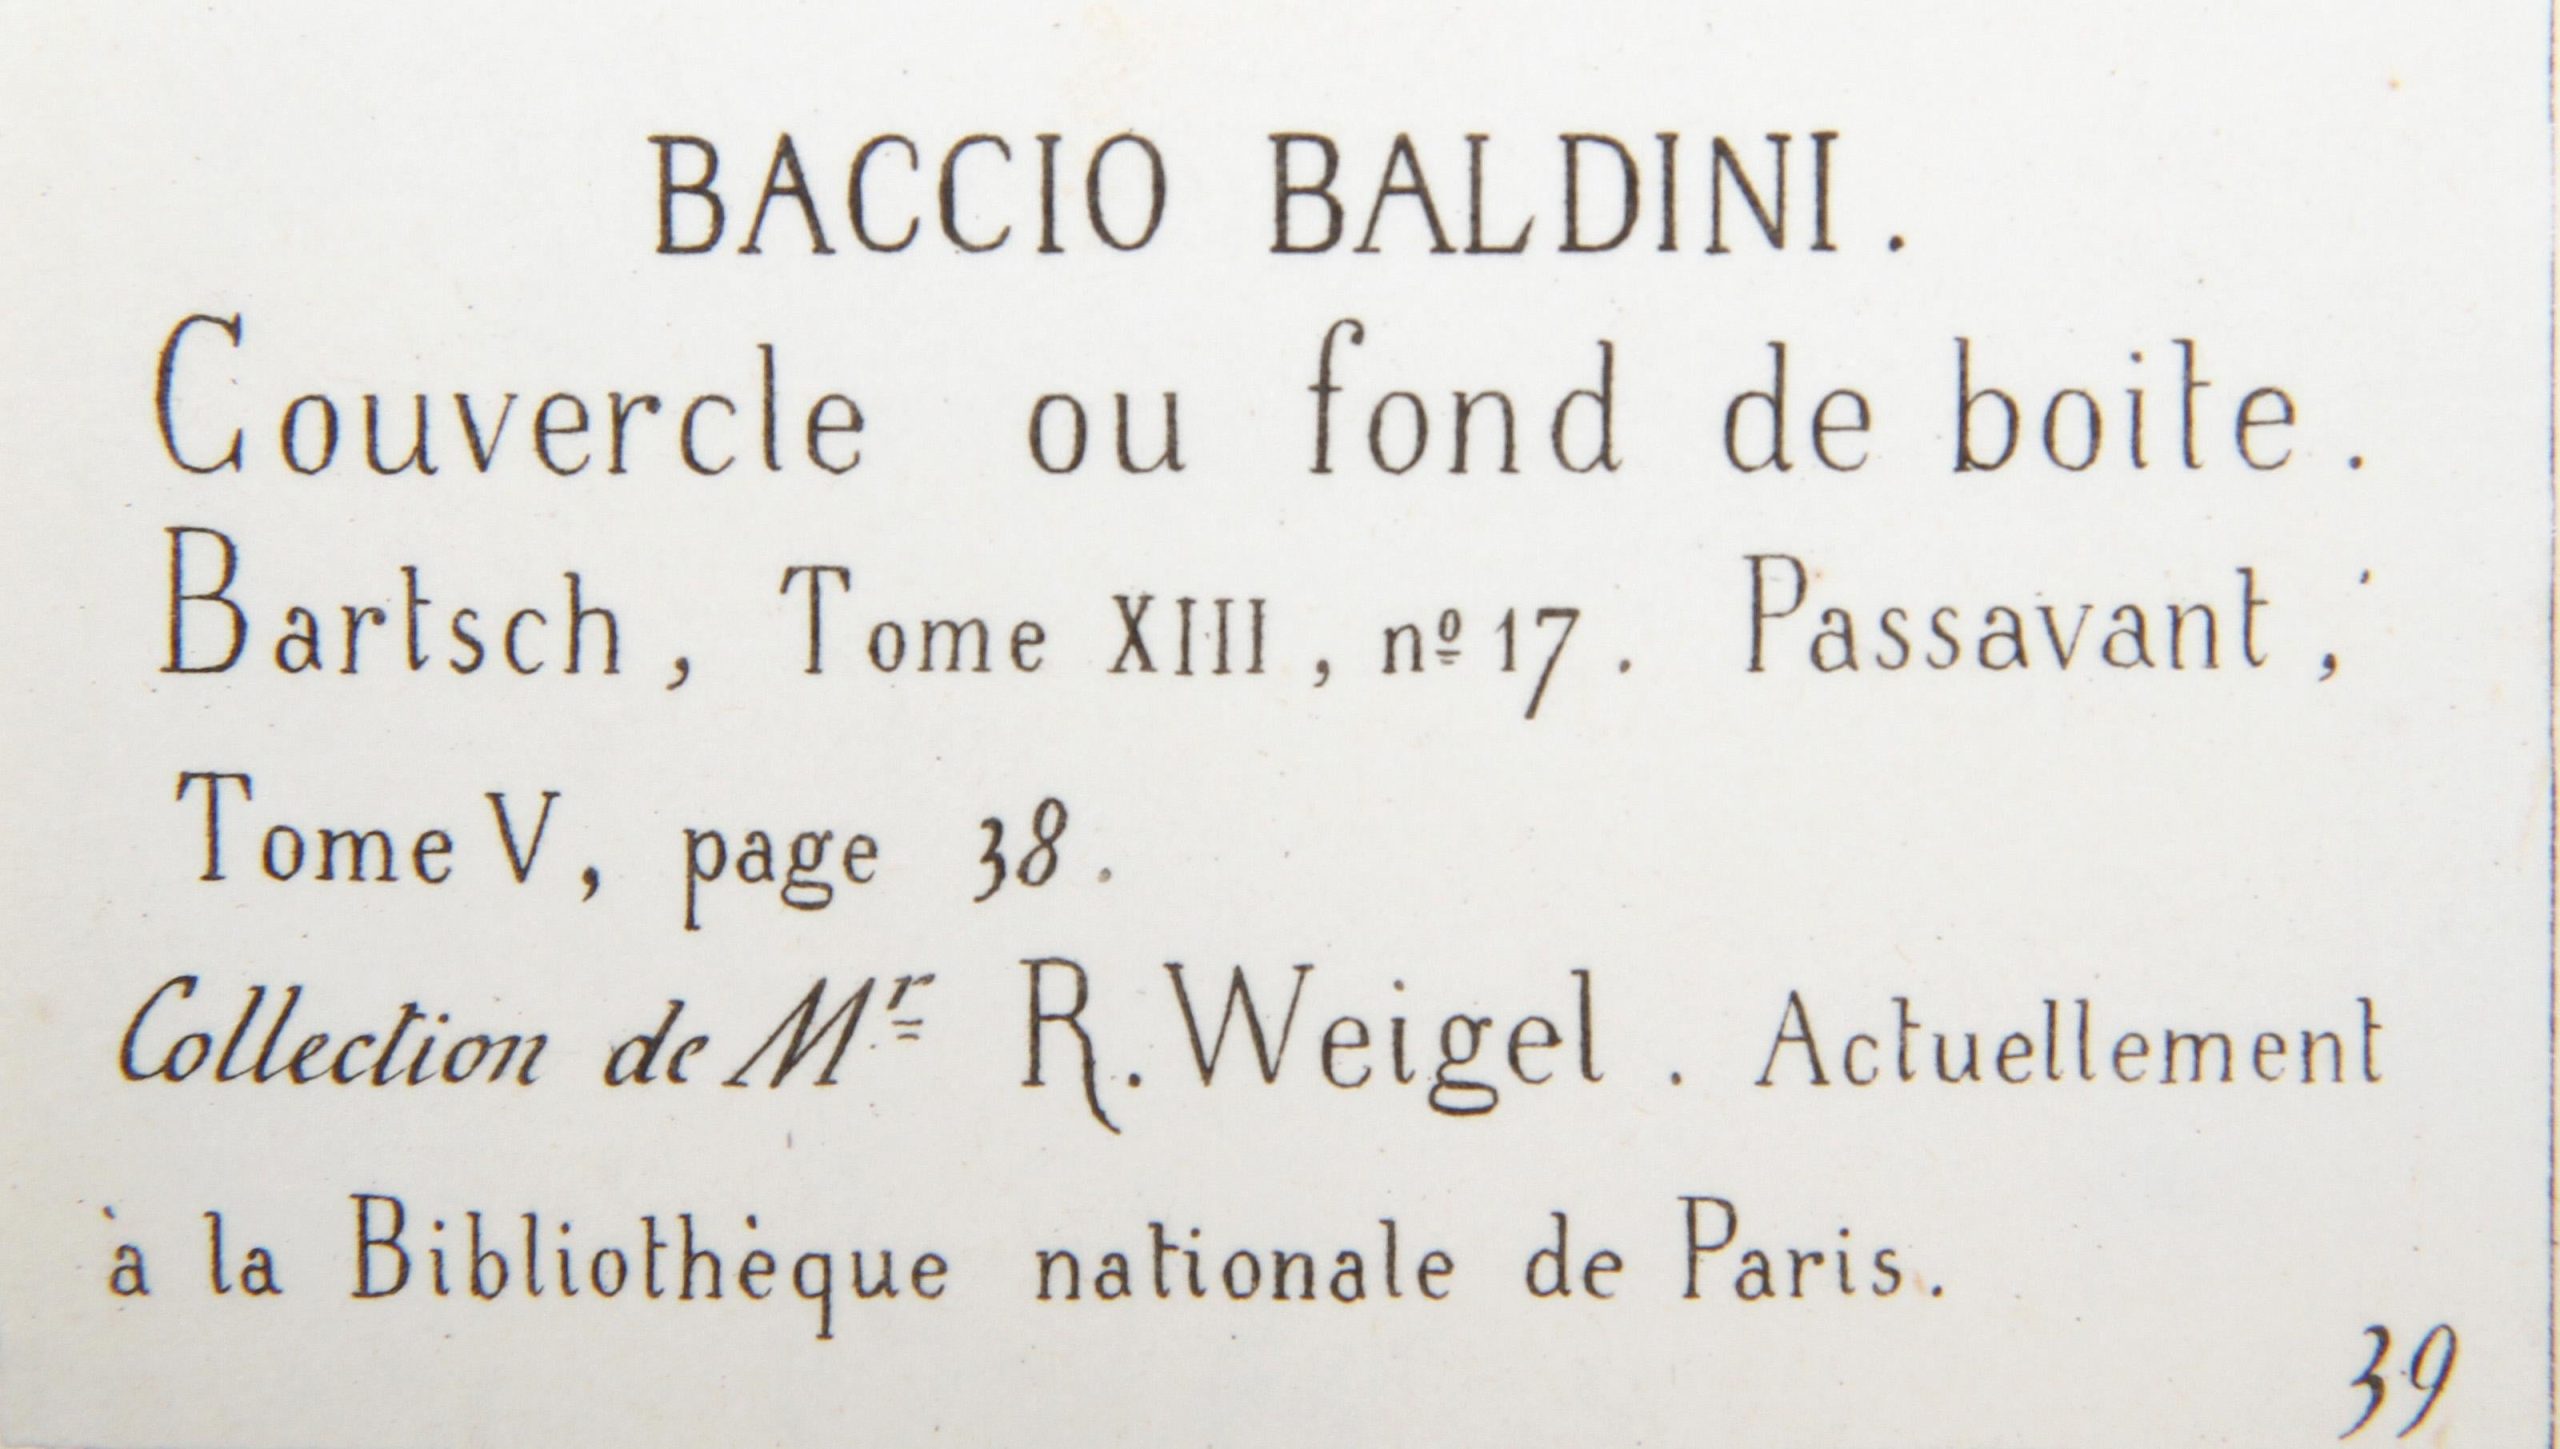 BACCIO BALDINI.
Couvercle ou fond de boite.
Bartsch, Tome XIII, nº 17. Passavant,
Tome V, page 38.
Collection de Mr R. Weigel. Actuellement
à la Bibliothèque nationale de Paris.
39